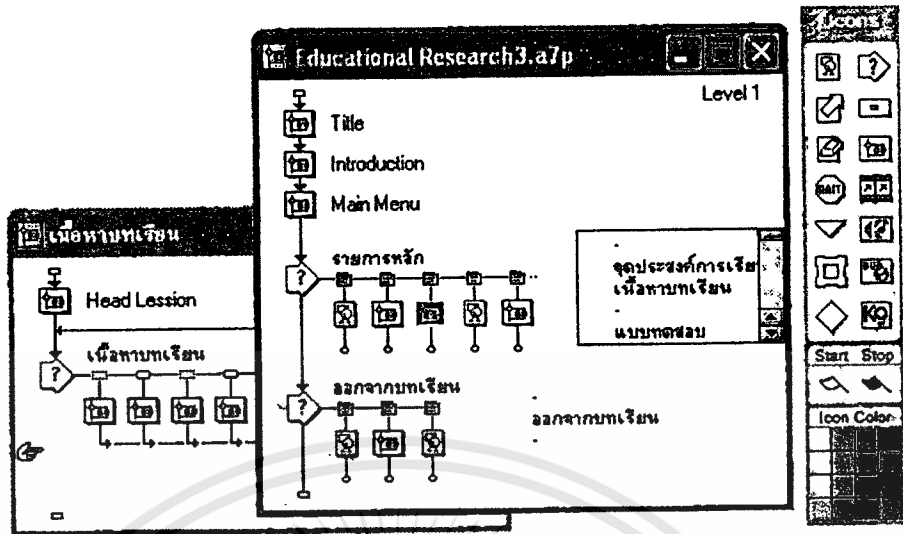 Icons
Educational Research3.a7p
Level 1
Title
Introduction
Main Menu
เนื้อหาบทเรียน
Head Lession
รายการหลัก
จุดประสงค์การเรีย
เนื้อหาบทเรียน
แบบทดสอบ
เนื้อหาบทเรียน
ออกจากบทเรียน
ออกจากบทเรียน
WAIT
KO
Start Stop
Icon Color